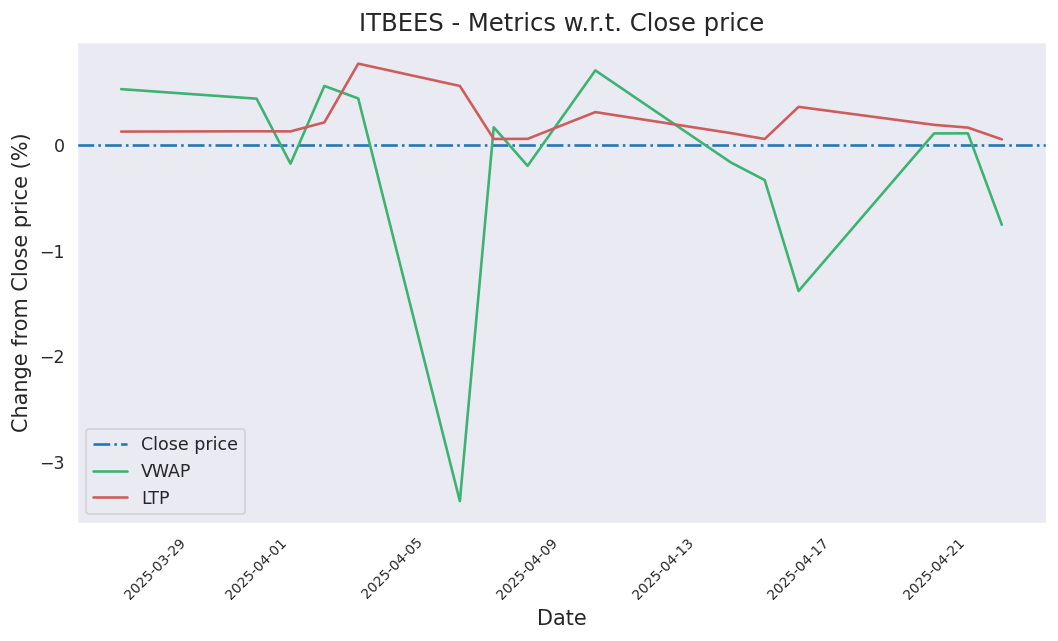 ITBEES - Metrics w.r.t. Close price
Change from Close price (%)
0
−1
−2
−3
Close price
VWAP
LTP
2025-03-29
2025-04-01
2025-04-05
2025-04-09
2025-04-13
2025-04-17
2025-04-21
Date